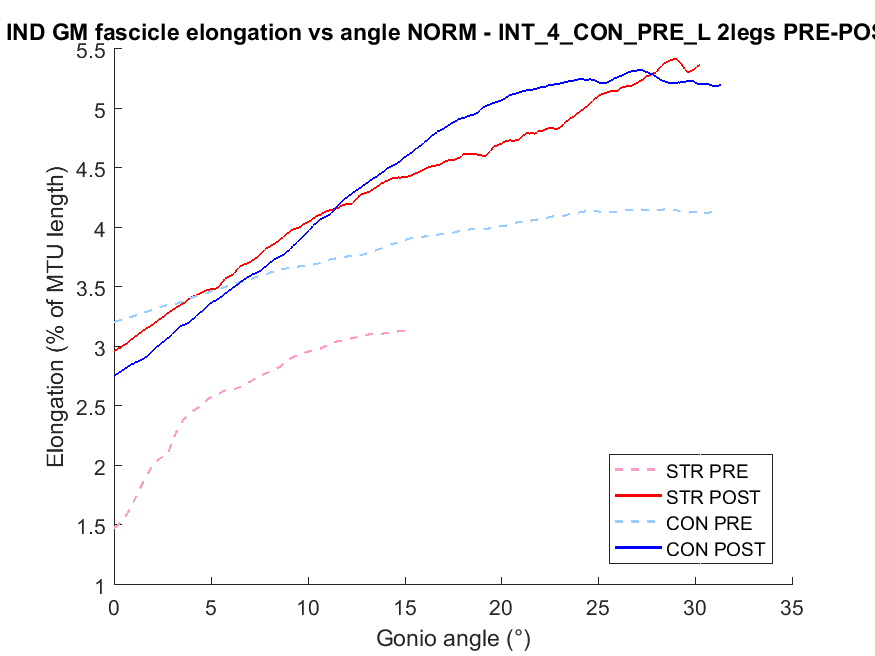 IND GM fascicle elongation vs angle NORM - INT_4_CON_PRE_L 2legs PRE-POS
5.5
5
4.5
4
3.5
3
2.5
2
1.5
1
Elongation (% of MTU length)
0
5
10
15
20
25
30
35
Gonio angle (°)
STR PRE
STR POST
CON PRE
CON POST